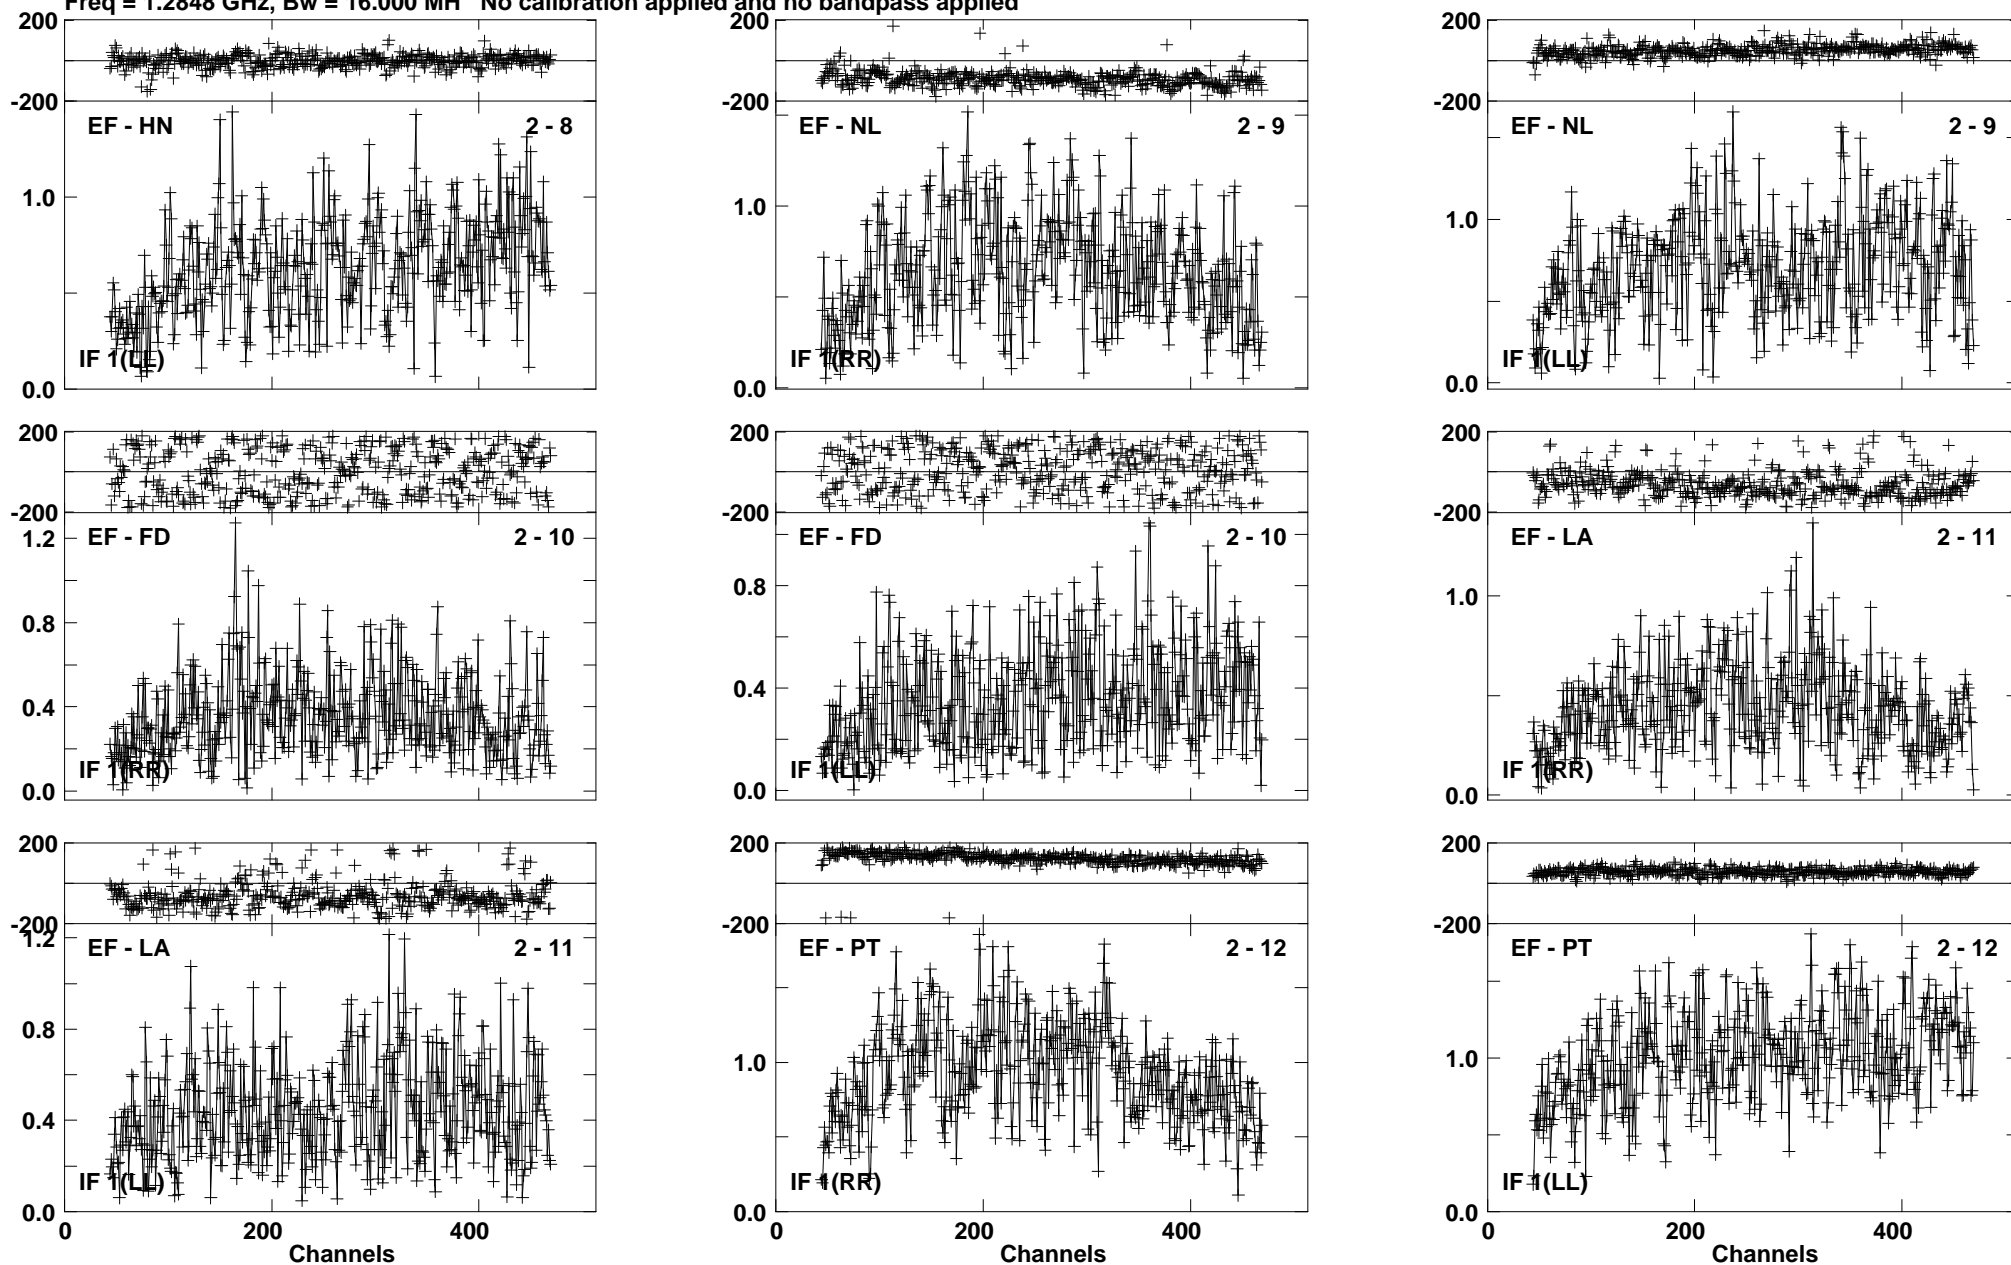 Freq = 1.2848 GHz, Bw = 16.000 MH No calibration applied and no bandpass applied
200
-200
EF - HN 2 - 8
1.0
IF 1(LL)
0.0
200
-200
EF - NL 2 - 9
1.0
IF 1(RR)
0.0
200
-200
EF - NL 2 - 9
1.0
IF 1(LL)
0.0
200
-200
EF - FD 2 - 10
1.2
0.8
0.4
IF 1(RR)
0.0
200
-200
EF - FD 2 - 10
0.8
0.4
IF 1(LL)
0.0
200
-200
EF - LA 2 - 11
1.0
IF 1(RR)
0.0
200
-200
1.2
EF - LA 2 - 11
0.8
0.4
IF 1(LL)
0.0
0 200 400
Channels
200
-200
EF - PT 2 - 12
1.0
IF 1(RR)
0.0
0 200 400
Channels
200
-200
EF - PT 2 - 12
1.0
IF 1(LL)
0.0
0 200 400
Channels